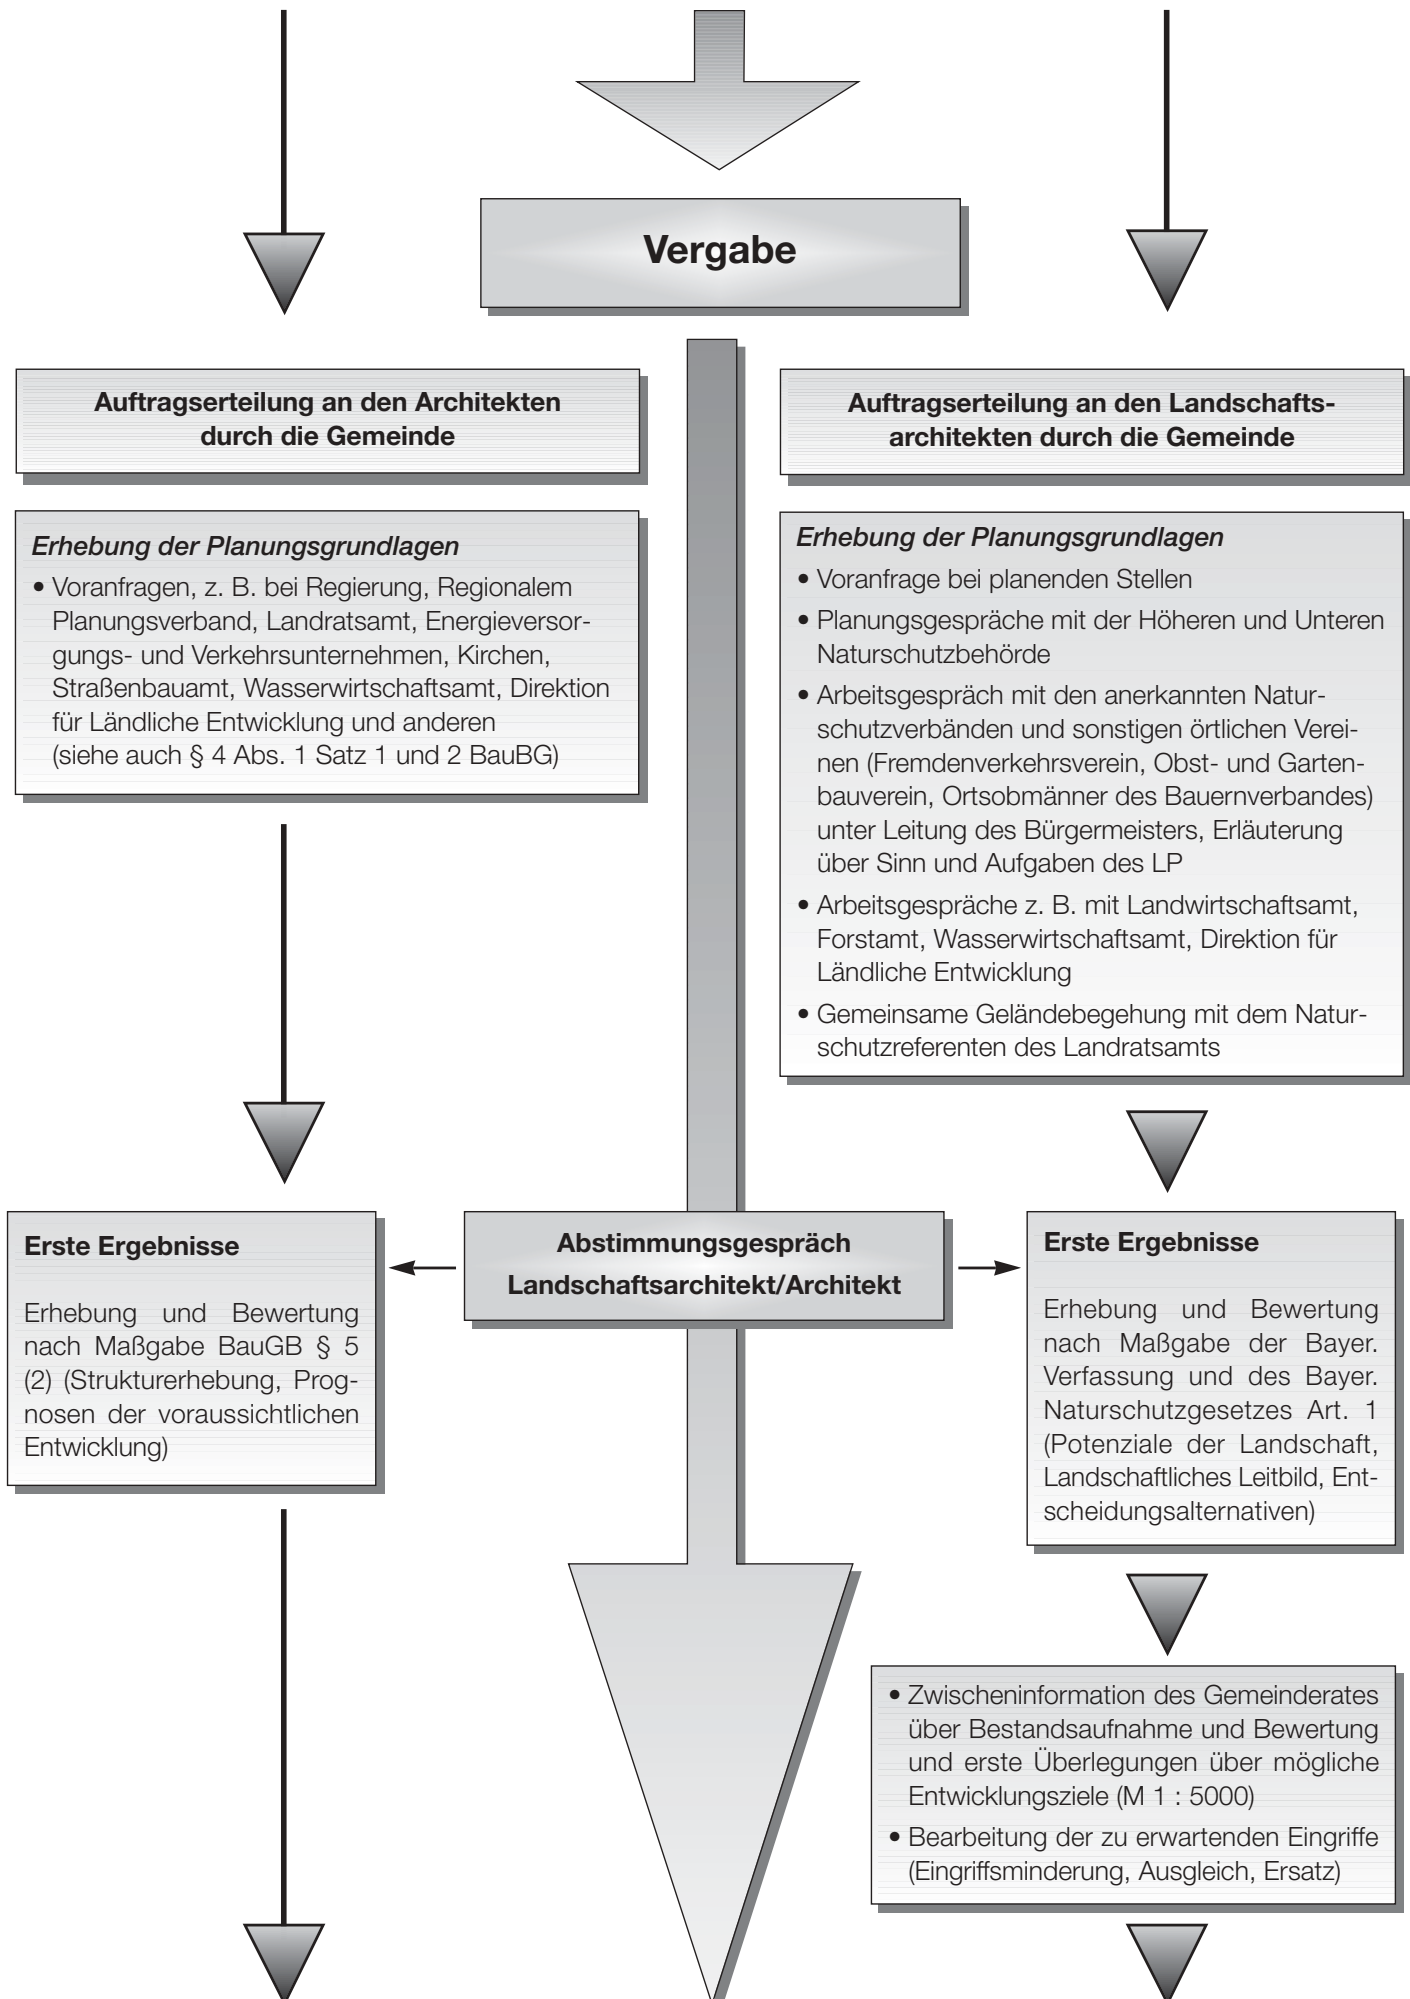 Vergabe
Auftragserteilung an den Architekten
durch die Gemeinde
Erhebung der Planungsgrundlagen
• Voranfragen, z. B. bei Regierung, Regionalem
Planungsverband, Landratsamt, Energieversor-
gungs- und Verkehrsunternehmen, Kirchen,
Straßenbauamt, Wasserwirtschaftsamt, Direktion
für Ländliche Entwicklung und anderen
(siehe auch § 4 Abs. 1 Satz 1 und 2 BauBG)
Auftragserteilung an den Landschafts-
architekten durch die Gemeinde
Erhebung der Planungsgrundlagen
• Voranfrage bei planenden Stellen
• Planungsgespräche mit der Höheren und Unteren
Naturschutzbehörde
• Arbeitsgespräch mit den anerkannten Natur-
schutzverbänden und sonstigen örtlichen Verei-
nen (Fremdenverkehrsverein, Obst- und Garten-
bauverein, Ortsobmänner des Bauernverbandes)
unter Leitung des Bürgermeisters, Erläuterung
über Sinn und Aufgaben des LP
• Arbeitsgespräche z. B. mit Landwirtschaftsamt,
Forstamt, Wasserwirtschaftsamt, Direktion für
Ländliche Entwicklung
• Gemeinsame Geländebegehung mit dem Natur-
schutzreferenten des Landratsamts
Erste Ergebnisse
Erhebung und Bewertung
nach Maßgabe BauGB § 5
(2) (Strukturerhebung, Prog-
nosen der voraussichtlichen
Entwicklung)
Abstimmungsgespräch
Landschaftsarchitekt/Architekt
Erste Ergebnisse
Erhebung und Bewertung
nach Maßgabe der Bayer.
Verfassung und des Bayer.
Naturschutzgesetzes Art. 1
(Potenziale der Landschaft,
Landschaftliches Leitbild, Ent-
scheidungsalternativen)
• Zwischeninformation des Gemeinderates
über Bestandsaufnahme und Bewertung
und erste Überlegungen über mögliche
Entwicklungsziele (M 1 : 5000)
• Bearbeitung der zu erwartenden Eingriffe
(Eingriffsminderung, Ausgleich, Ersatz)